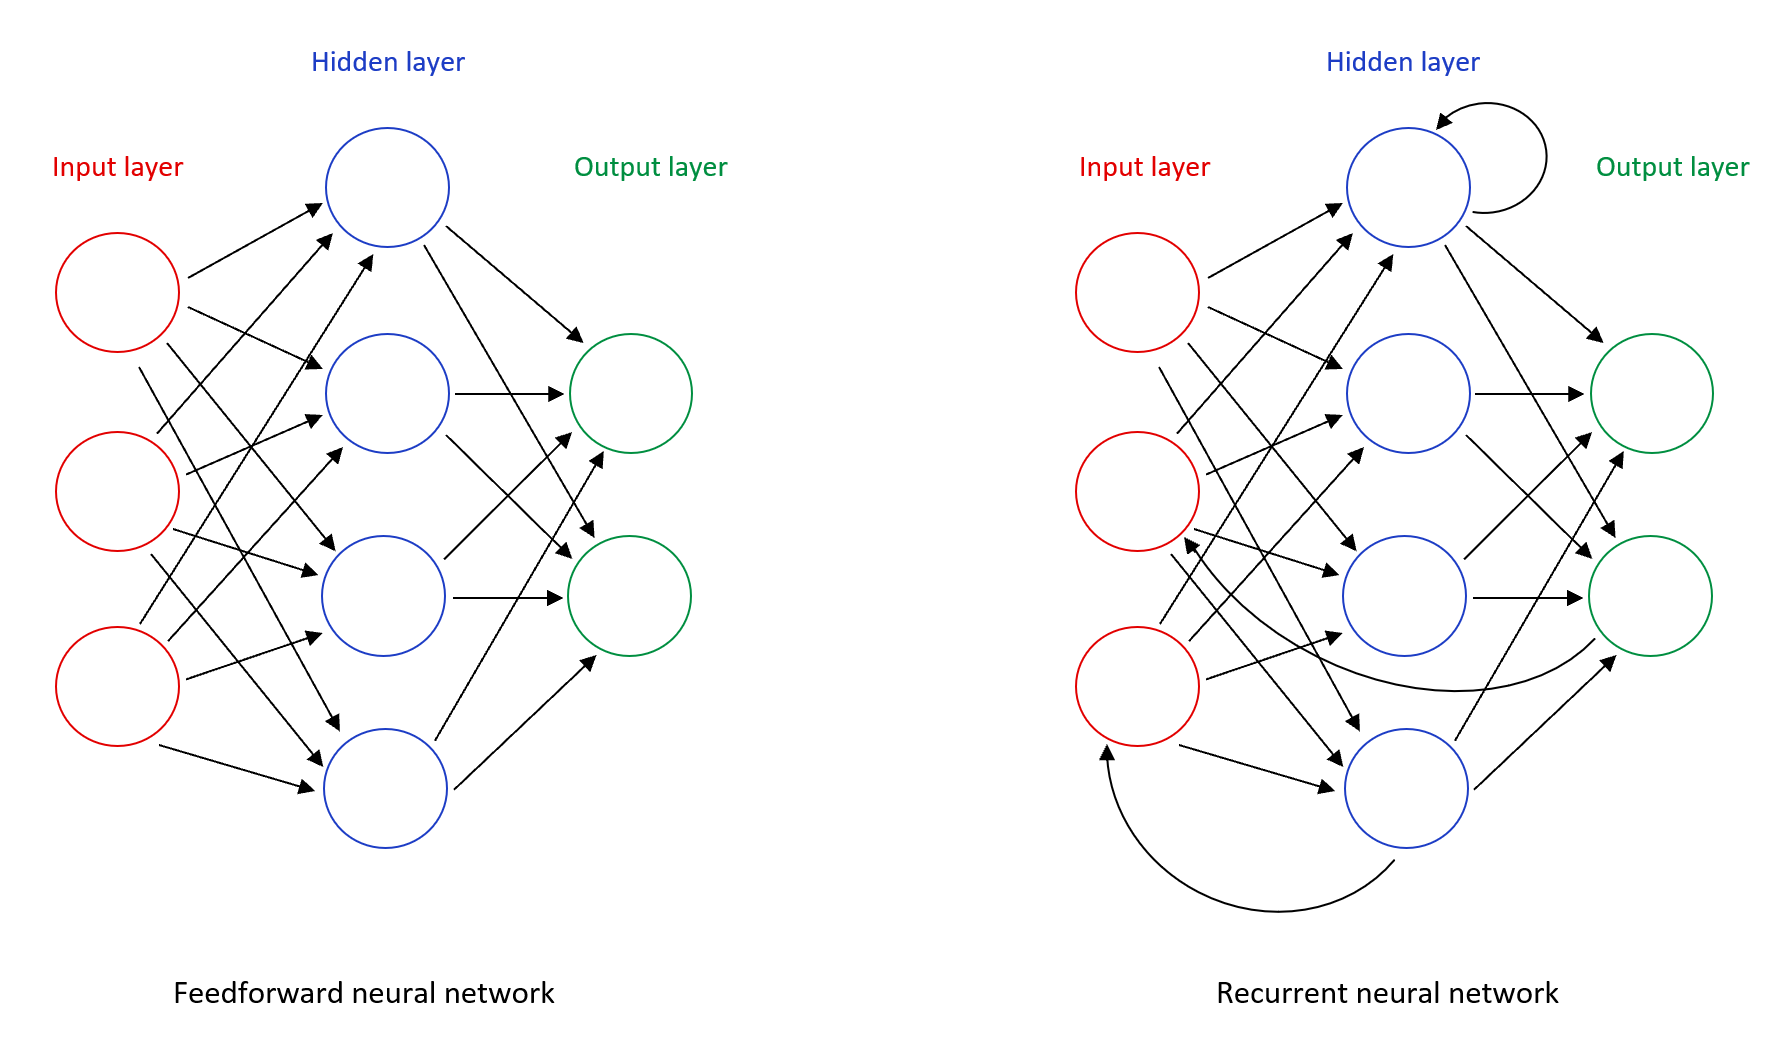 Hidden layer
Input layer
Output layer
Feedforward neural network
Hidden layer
Input layer
Output layer
Recurrent neural network